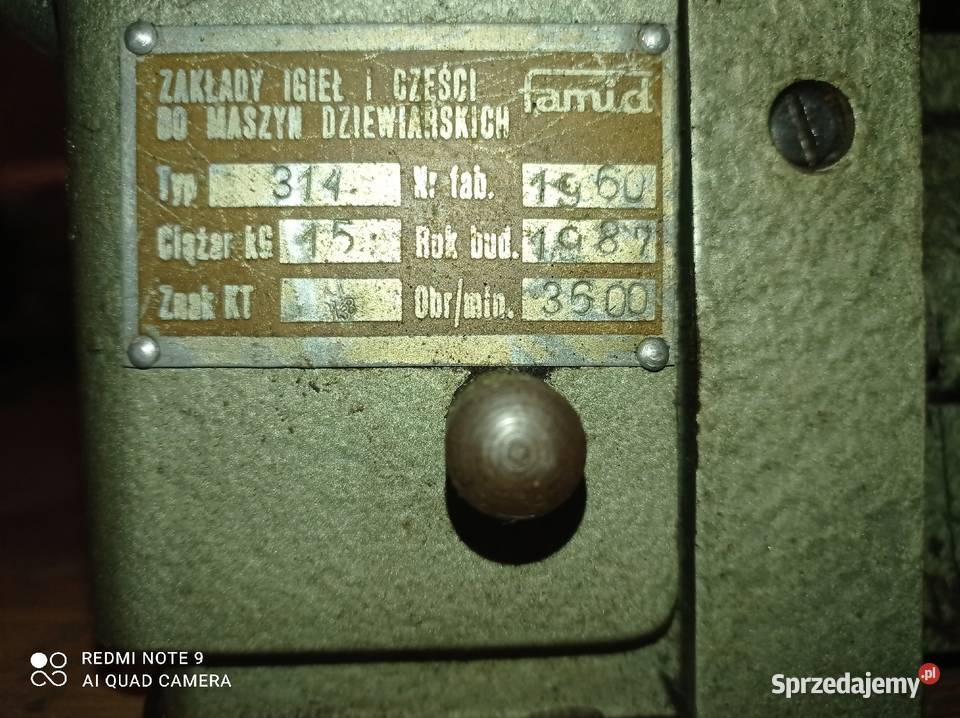 ZAKŁADY IGIEŁ I CZĘŚCI
DO MASZYN DZIEWIARSKICH
famid
Typ 314 Nr fab. 1960
Ciężar kG 15 Rok bud. 1987
Znak KT Obr/min. 3600
REDMI NOTE 9
AI QUAD CAMERA
Sprzedajemy.pl